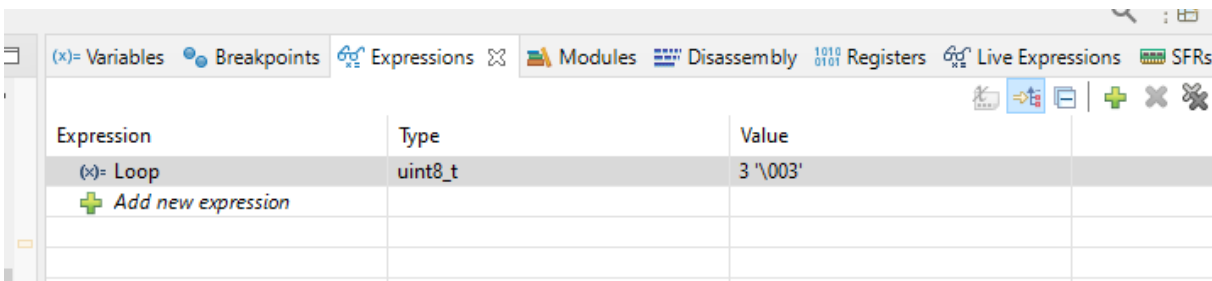 (x)= Variables Breakpoints Expressions Modules Disassembly 1010 0101 Registers Live Expressions SFRs
Expression Type Value
(x)= Loop uint8_t 3 '\003'
Add new expression